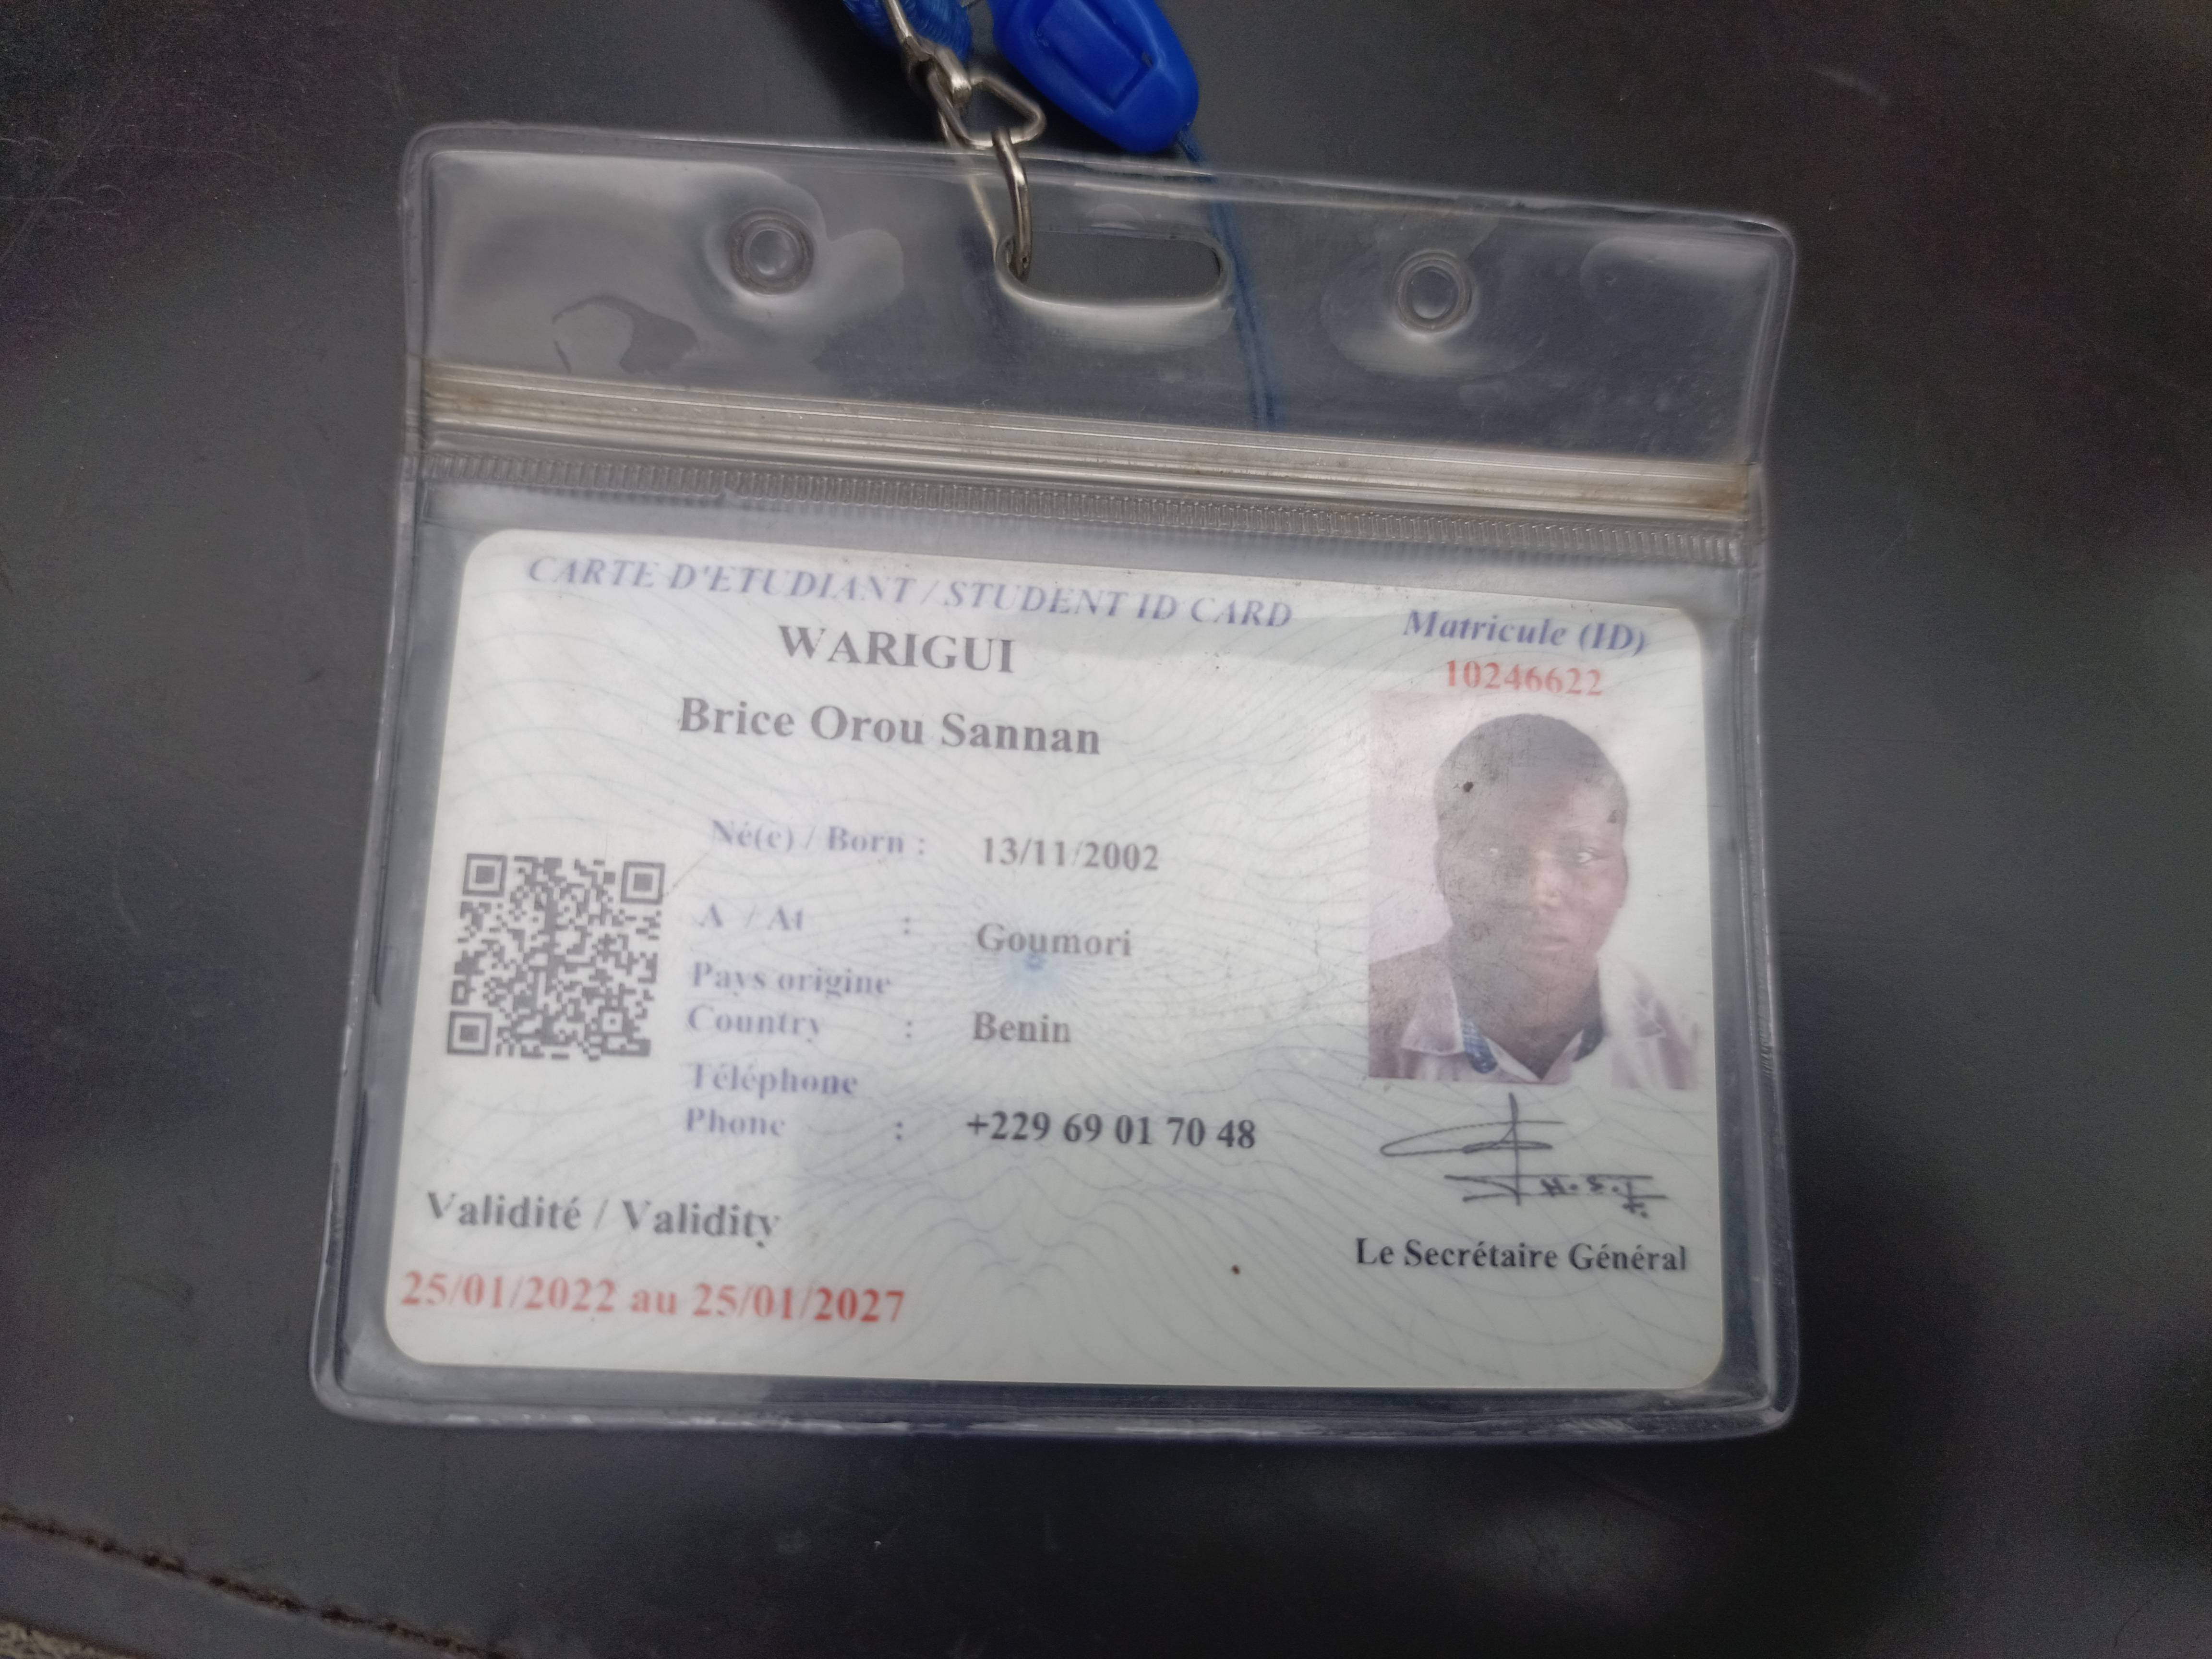 CARTE D'ETUDIANT / STUDENT ID CARD
Matricule (ID)
WARIGUI
10246622
Brice Orou Sannan
Né(e) / Born : 13/11/2002
A / At : Goumori
Pays origine
Country : Benin
Téléphone
Phone : +229 69 01 70 48
Validité / Validity
Le Secrétaire Général
25/01/2022 au 25/01/2027